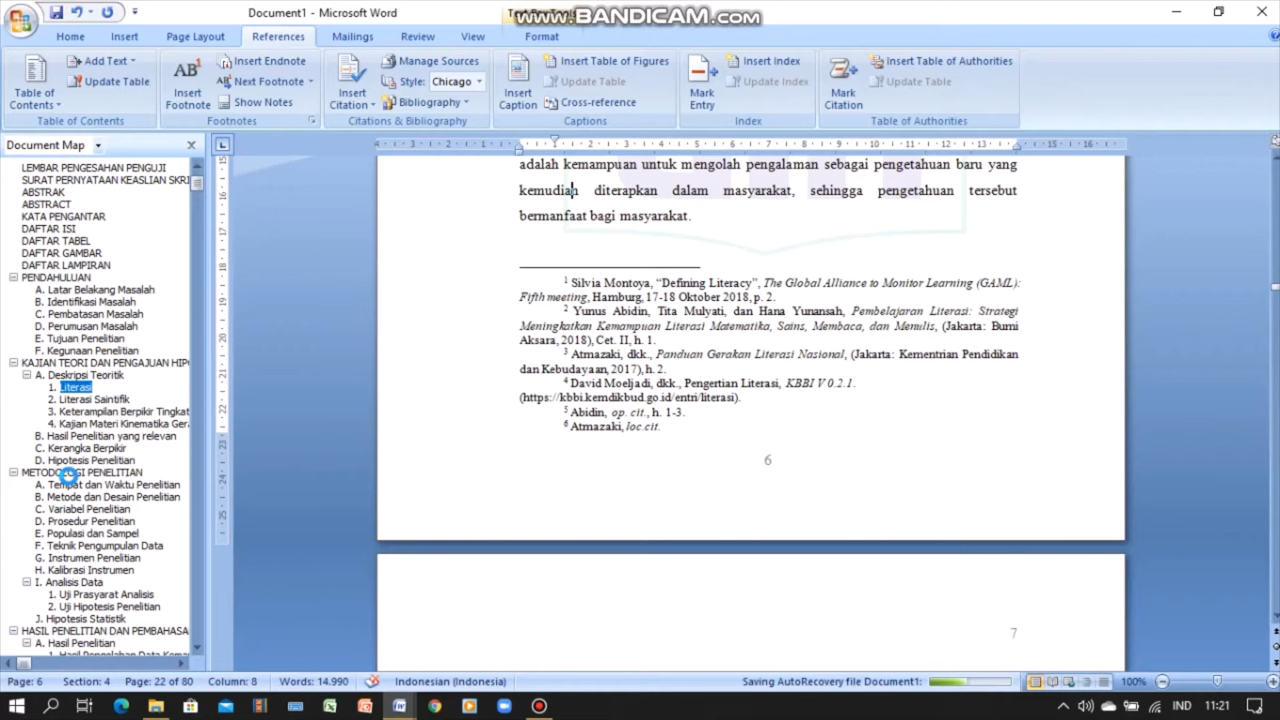 Document1 - Microsoft Word
www.BANDICAM.com
Home Insert Page Layout References Mailings Review View Format
Table of Contents
Add Text
Update Table
Table of Contents
AB1
Insert Footnote
Insert Endnote
Next Footnote
Show Notes
Footnotes
Insert Citation
Manage Sources
Style: Chicago
Bibliography
Citations & Bibliography
Insert Caption
Insert Table of Figures
Update Table
Cross-reference
Captions
Mark Entry
Insert Index
Update Index
Index
Mark Citation
Insert Table of Authorities
Update Table
Table of Authorities
Document Map
LEMBAR PENGESAHAN PENGUJI
SURAT PERNYATAAN KEASLIAN SKRI
ABSTRAK
ABSTRACT
KATA PENGANTAR
DAFTAR ISI
DAFTAR TABEL
DAFTAR GAMBAR
DAFTAR LAMPIRAN
PENDAHULUAN
A. Latar Belakang Masalah
B. Identifikasi Masalah
C. Pembatasan Masalah
D. Perumusan Masalah
E. Tujuan Penelitian
F. Kegunaan Penelitian
KAJIAN TEORI DAN PENGAJUAN HIP
A. Deskripsi Teoritik
1. Literasi
2. Literasi Saintifik
3. Keterampilan Berpikir Tingkat
4. Kajian Materi Kinematika Gera
B. Hasil Penelitian yang relevan
C. Kerangka Berpikir
D. Hipotesis Penelitian
METODOLOGI PENELITIAN
A. Tempat dan Waktu Penelitian
B. Metode dan Desain Penelitian
C. Variabel Penelitian
D. Prosedur Penelitian
E. Populasi dan Sampel
F. Teknik Pengumpulan Data
G. Instrumen Penelitian
H. Kalibrasi Instrumen
I. Analisis Data
1. Uji Prasyarat Analisis
2. Uji Hipotesis Penelitian
J. Hipotesis Statistik
HASIL PENELITIAN DAN PEMBAHASA
A. Hasil Penelitian
1. Hasil Pengolahan Data Kema
adalah kemampuan untuk mengolah pengalaman sebagai pengetahuan baru yang
kemudian diterapkan dalam masyarakat, sehingga pengetahuan tersebut
bermanfaat bagi masyarakat.
1 Silvia Montoya, “Defining Literacy”, The Global Alliance to Monitor Learning (GAML):
Fifth meeting, Hamburg, 17-18 Oktober 2018, p. 2.
2 Yunus Abidin, Tita Mulyati, dan Hana Yunansah, Pembelajaran Literasi: Strategi
Meningkatkan Kemampuan Literasi Matematika, Sains, Membaca, dan Menulis, (Jakarta: Bumi
Aksara, 2018), Cet. II, h. 1.
3 Atmazaki, dkk., Panduan Gerakan Literasi Nasional, (Jakarta: Kementrian Pendidikan
dan Kebudayaan, 2017), h. 2.
4 David Moeljadi, dkk., Pengertian Literasi, KBBI V 0.2.1.
(https://kbbi.kemdikbud.go.id/entri/literasi).
5 Abidin, op. cit., h. 1-3.
6 Atmazaki, loc.cit.
6
7
Page: 6 Section: 4 Page: 22 of 80 Column: 8 Words: 14.990 Indonesian (Indonesia) Saving AutoRecovery file Document1: 100%
IND 11:21